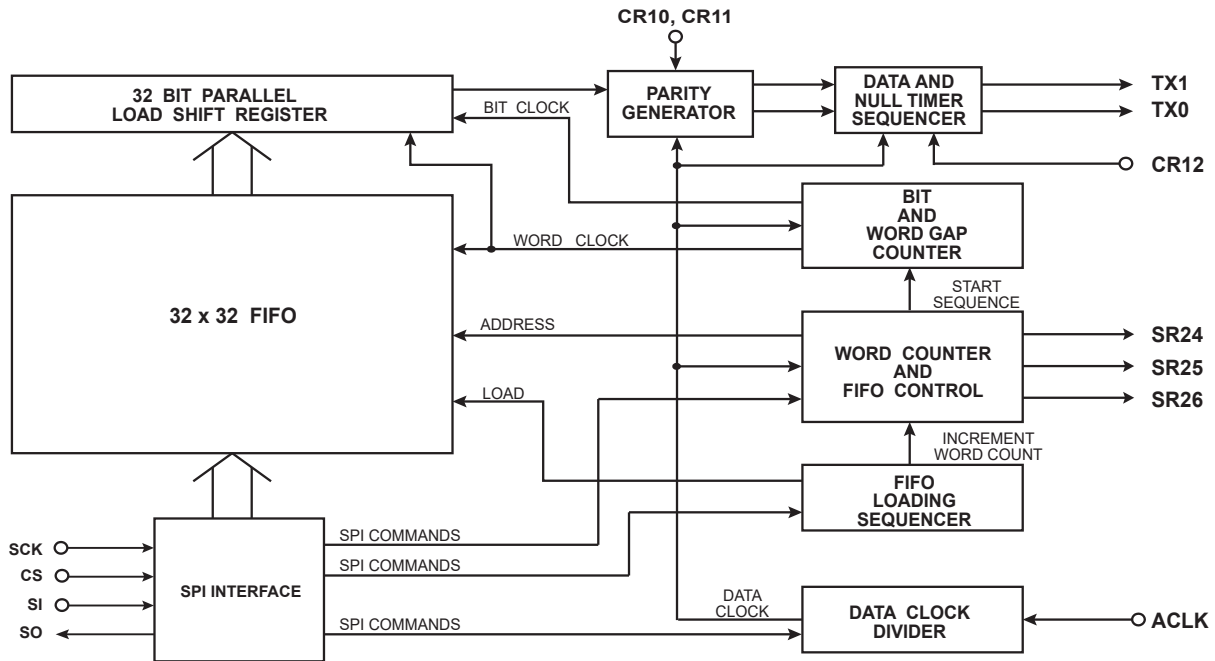 CR10, CR11
32 BIT PARALLEL
LOAD SHIFT REGISTER
BIT CLOCK
PARITY
GENERATOR
DATA AND
NULL TIMER
SEQUENCER
TX1
TX0
CR12
BIT
AND
WORD GAP
COUNTER
WORD CLOCK
START
SEQUENCE
32 x 32 FIFO
ADDRESS
WORD COUNTER
AND
FIFO CONTROL
SR24
SR25
SR26
LOAD
INCREMENT
WORD COUNT
FIFO
LOADING
SEQUENCER
SCK
CS
SI
SO
SPI INTERFACE
SPI COMMANDS
SPI COMMANDS
SPI COMMANDS
DATA
CLOCK
DATA CLOCK
DIVIDER
ACLK